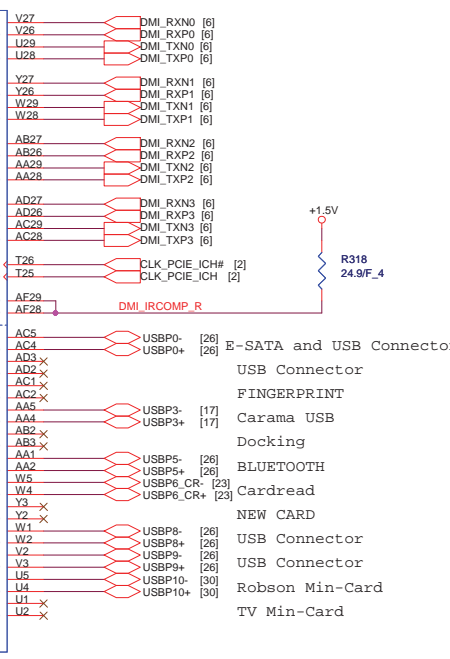 V27 DMI_RXN0 [6]
V26 DMI_RXP0 [6]
U29 DMI_TXN0 [6]
U28 DMI_TXP0 [6]
Y27 DMI_RXN1 [6]
Y26 DMI_RXP1 [6]
W29 DMI_TXN1 [6]
W28 DMI_TXP1 [6]
AB27 DMI_RXN2 [6]
AB26 DMI_RXP2 [6]
AA29 DMI_TXN2 [6]
AA28 DMI_TXP2 [6]
AD27 DMI_RXN3 [6]
AD26 DMI_RXP3 [6]
AC29 DMI_TXN3 [6]
AC28 DMI_TXP3 [6]
+1.5V
T26 CLK_PCIE_ICH# [2]
T25 CLK_PCIE_ICH [2]
R318
24.9/F_4
AF29
AF28 DMI_IRCOMP_R
AC5 USBP0- [26]
AC4 USBP0+ [26] E-SATA and USB Connector
AD3
AD2 USB Connector
AC1
AC2 FINGERPRINT
AA5 USBP3- [17]
AA4 USBP3+ [17] Carama USB
AB2
AB3 Docking
AA1 USBP5- [26]
AA2 USBP5+ [26] BLUETOOTH
W5 USBP6_CR- [23]
W4 USBP6_CR+ [23] Cardread
Y3
Y2 NEW CARD
W1 USBP8- [26]
W2 USBP8+ [26] USB Connector
V2 USBP9- [26]
V3 USBP9+ [26] USB Connector
U5 USBP10- [30]
U4 USBP10+ [30] Robson Min-Card
U1
U2 TV Min-Card